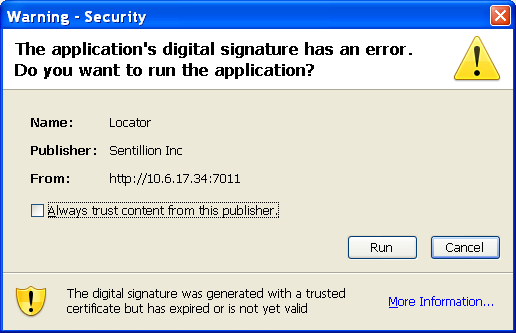 Warning - Security
The application's digital signature has an error.
Do you want to run the application?
Name: Locator
Publisher: Sentillion Inc
From: http://10.6.17.34:7011
Always trust content from this publisher.
Run Cancel
The digital signature was generated with a trusted
certificate but has expired or is not yet valid
More Information...